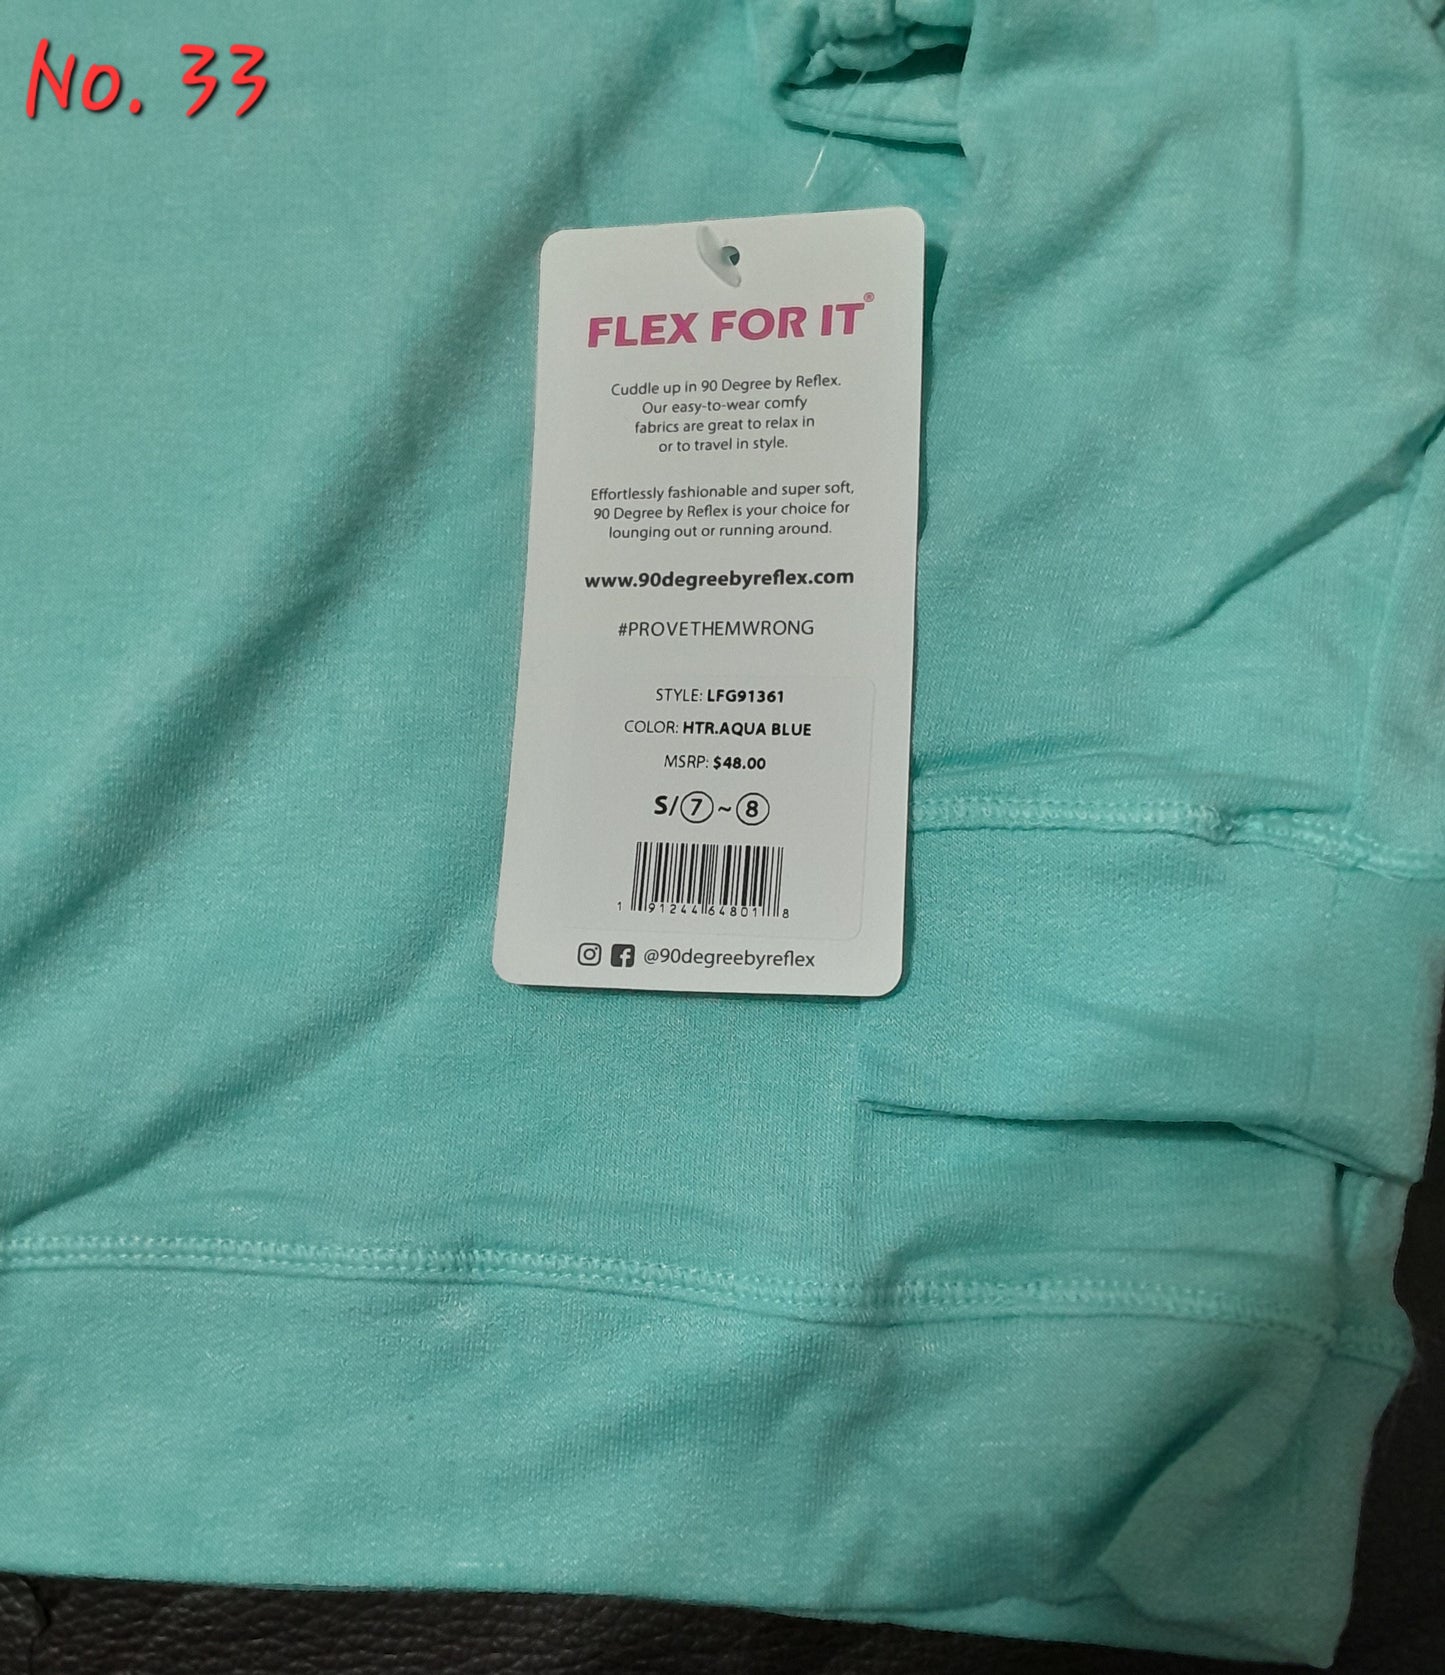 No. 33
FLEX FOR IT®
Cuddle up in 90 Degree by Reflex.
Our easy-to-wear comfy
fabrics are great to relax in
or to travel in style.
Effortlessly fashionable and super soft,
90 Degree by Reflex is your choice for
lounging out or running around.
www.90degreebyreflex.com
#PROVETHEMWRONG
STYLE: LFG91361
COLOR: HTR.AQUA BLUE
MSRP: $48.00
S/⑦~⑧
1 91244 64801 8
@90degreebyreflex